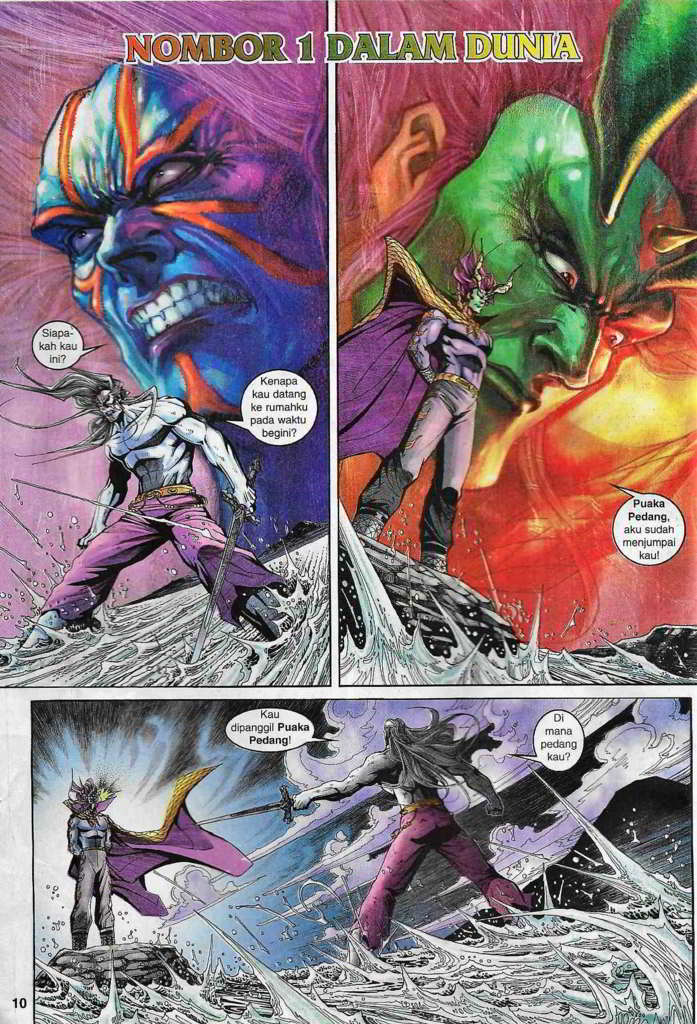 NOMBOR 1 DALAM DUNIA
Siapa-
kah kau
ini?
Kenapa
kau datang
ke rumahku
pada waktu
begini?
Puaka
Pedang,
aku sudah
menjumpai
kau!
Kau
dipanggil Puaka
Pedang!
Di
mana
pedang
kau?
10